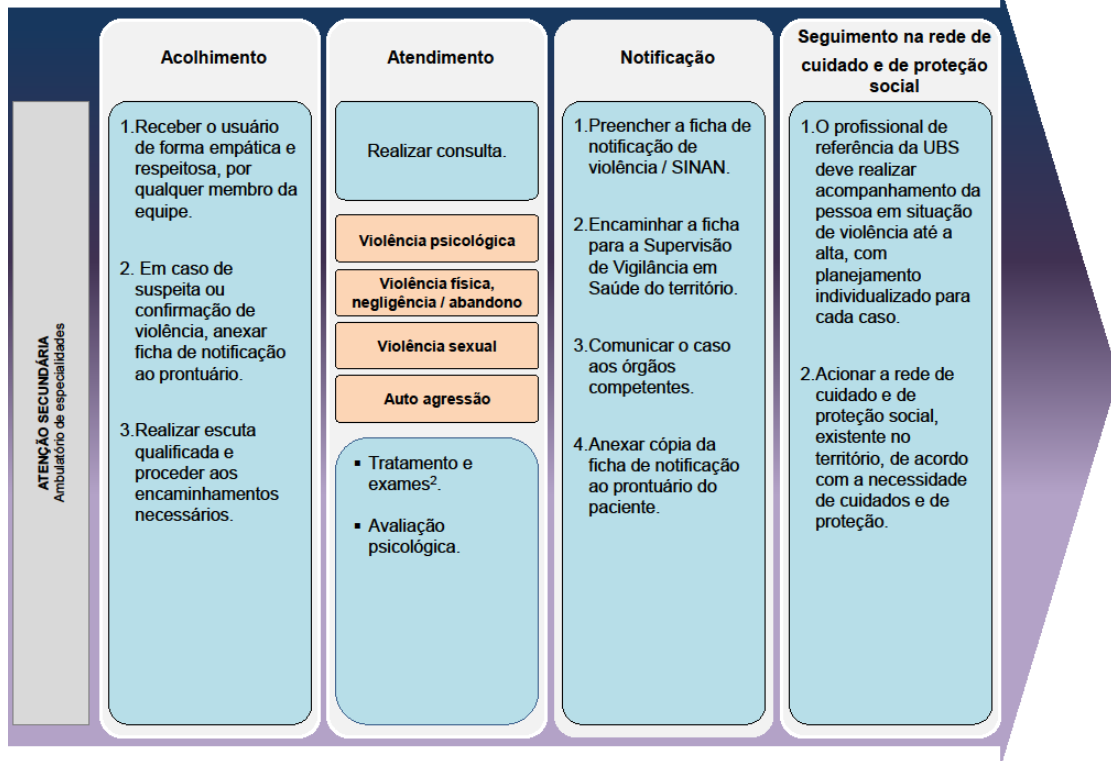 ATENÇÃO SECUNDÁRIA
Ambulatório de especialidades
Acolhimento
1.Receber o usuário
de forma empática e
respeitosa, por
qualquer membro da
equipe.
2. Em caso de
suspeita ou
confirmação de
violência, anexar
ficha de notificação
ao prontuário.
3.Realizar escuta
qualificada e
proceder aos
encaminhamentos
necessários.
Atendimento
Realizar consulta.
Violência psicológica
Violência física,
negligência / abandono
Violência sexual
Auto agressão
▪ Tratamento e
exames².
▪ Avaliação
psicológica.
Notificação
1.Preencher a ficha de
notificação de
violência / SINAN.
2.Encaminhar a ficha
para a Supervisão
de Vigilância em
Saúde do território.
3.Comunicar o caso
aos órgãos
competentes.
4.Anexar cópia da
ficha de notificação
ao prontuário do
paciente.
Seguimento na rede de
cuidado e de proteção
social
1.O profissional de
referência da UBS
deve realizar
acompanhamento da
pessoa em situação
de violência até a
alta, com
planejamento
individualizado para
cada caso.
2.Acionar a rede de
cuidado e de
proteção social,
existente no
território, de acordo
com a necessidade
de cuidados e de
proteção.